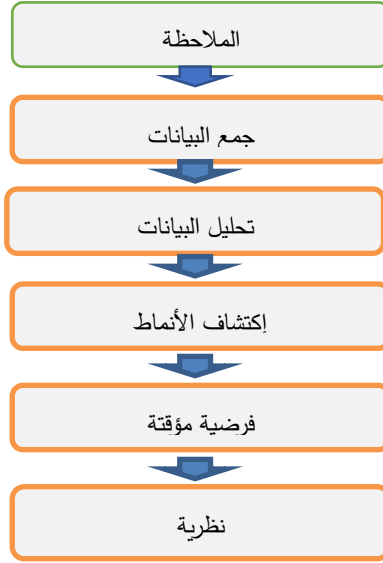 الملاحظة
جمع البيانات
تحليل البيانات
إكتشاف الأنماط
فرضية مؤقتة
نظرية